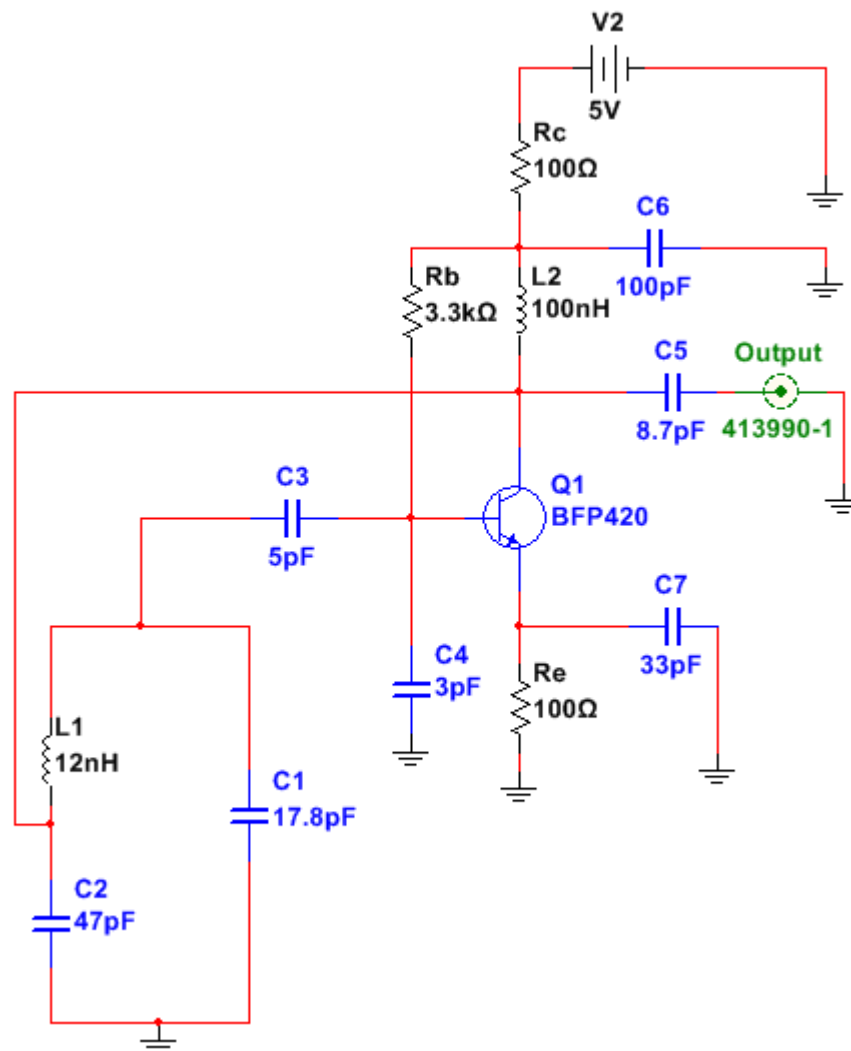 V2
5V
Rc
100Ω
C6
100pF
Rb
3.3kΩ
L2
100nH
C5
8.7pF
Output
413990-1
C3
5pF
Q1
BFP420
C7
33pF
C4
3pF
Re
100Ω
L1
12nH
C1
17.8pF
C2
47pF